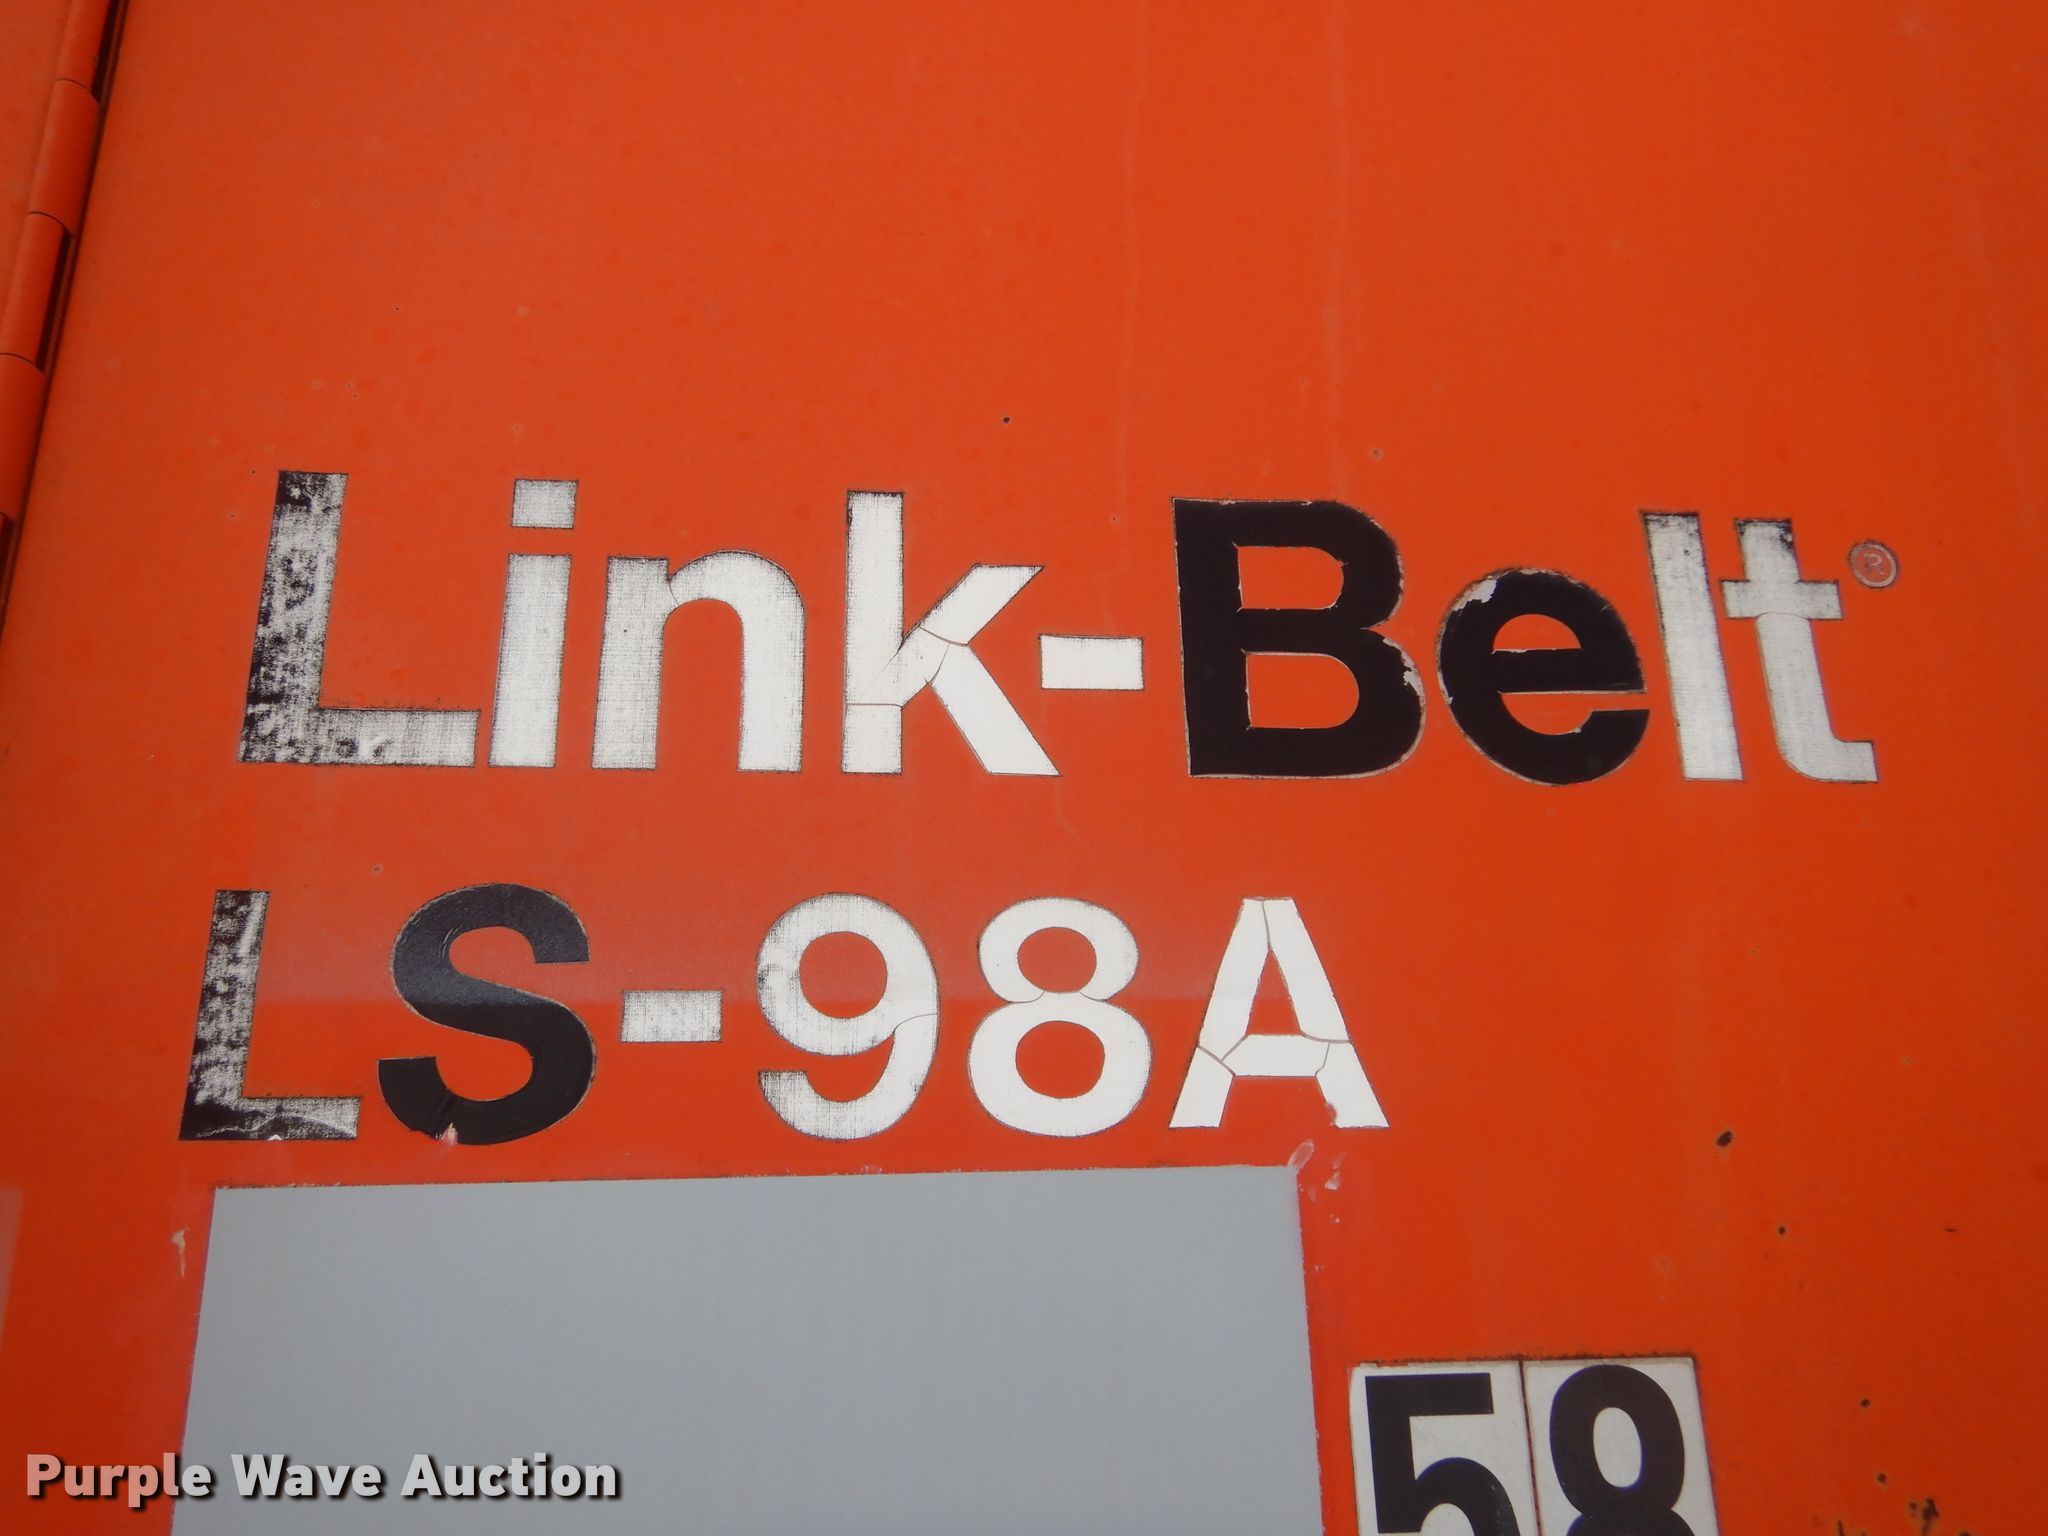 Link-Belt®
LS-98A
58
Purple Wave Auction